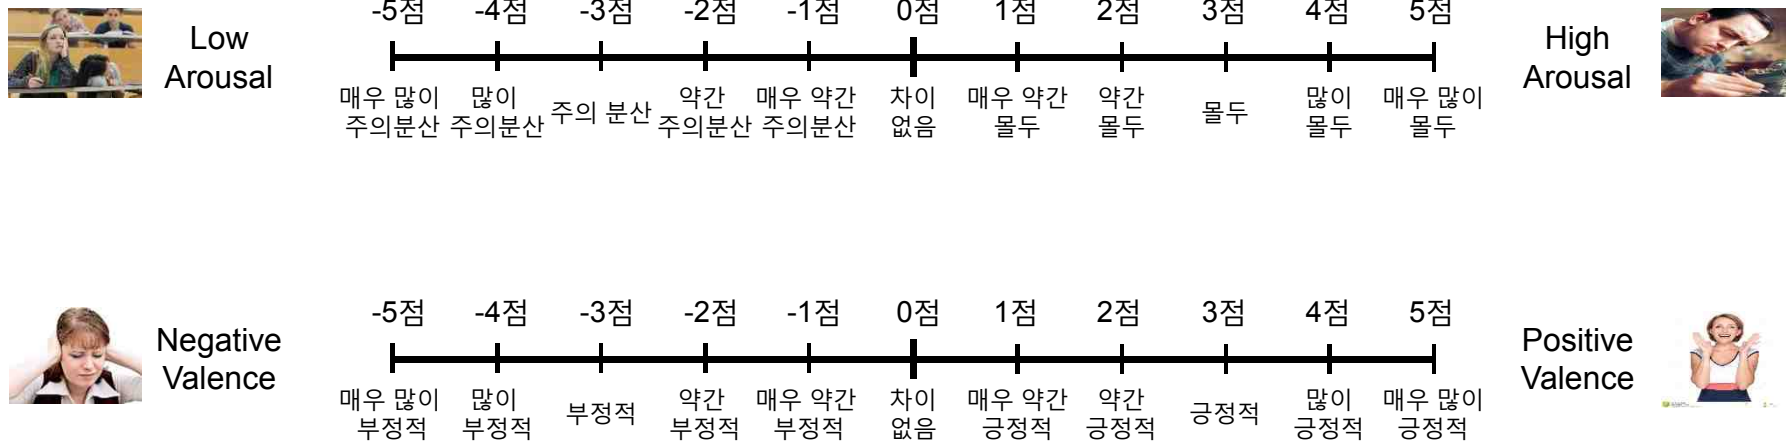 -5점 -4점 -3점 -2점 -1점 0점 1점 2점 3점 4점 5점
Low
Arousal
High
Arousal
매우 많이
주의분산
많이
주의분산
주의 분산
약간
주의분산
매우 약간
주의분산
차이
없음
매우 약간
몰두
약간
몰두
몰두
많이
몰두
매우 많이
몰두
-5점 -4점 -3점 -2점 -1점 0점 1점 2점 3점 4점 5점
Negative
Valence
Positive
Valence
매우 많이
부정적
많이
부정적
부정적
약간
부정적
매우 약간
부정적
차이
없음
매우 약간
긍정적
약간
긍정적
긍정적
많이
긍정적
매우 많이
긍정적